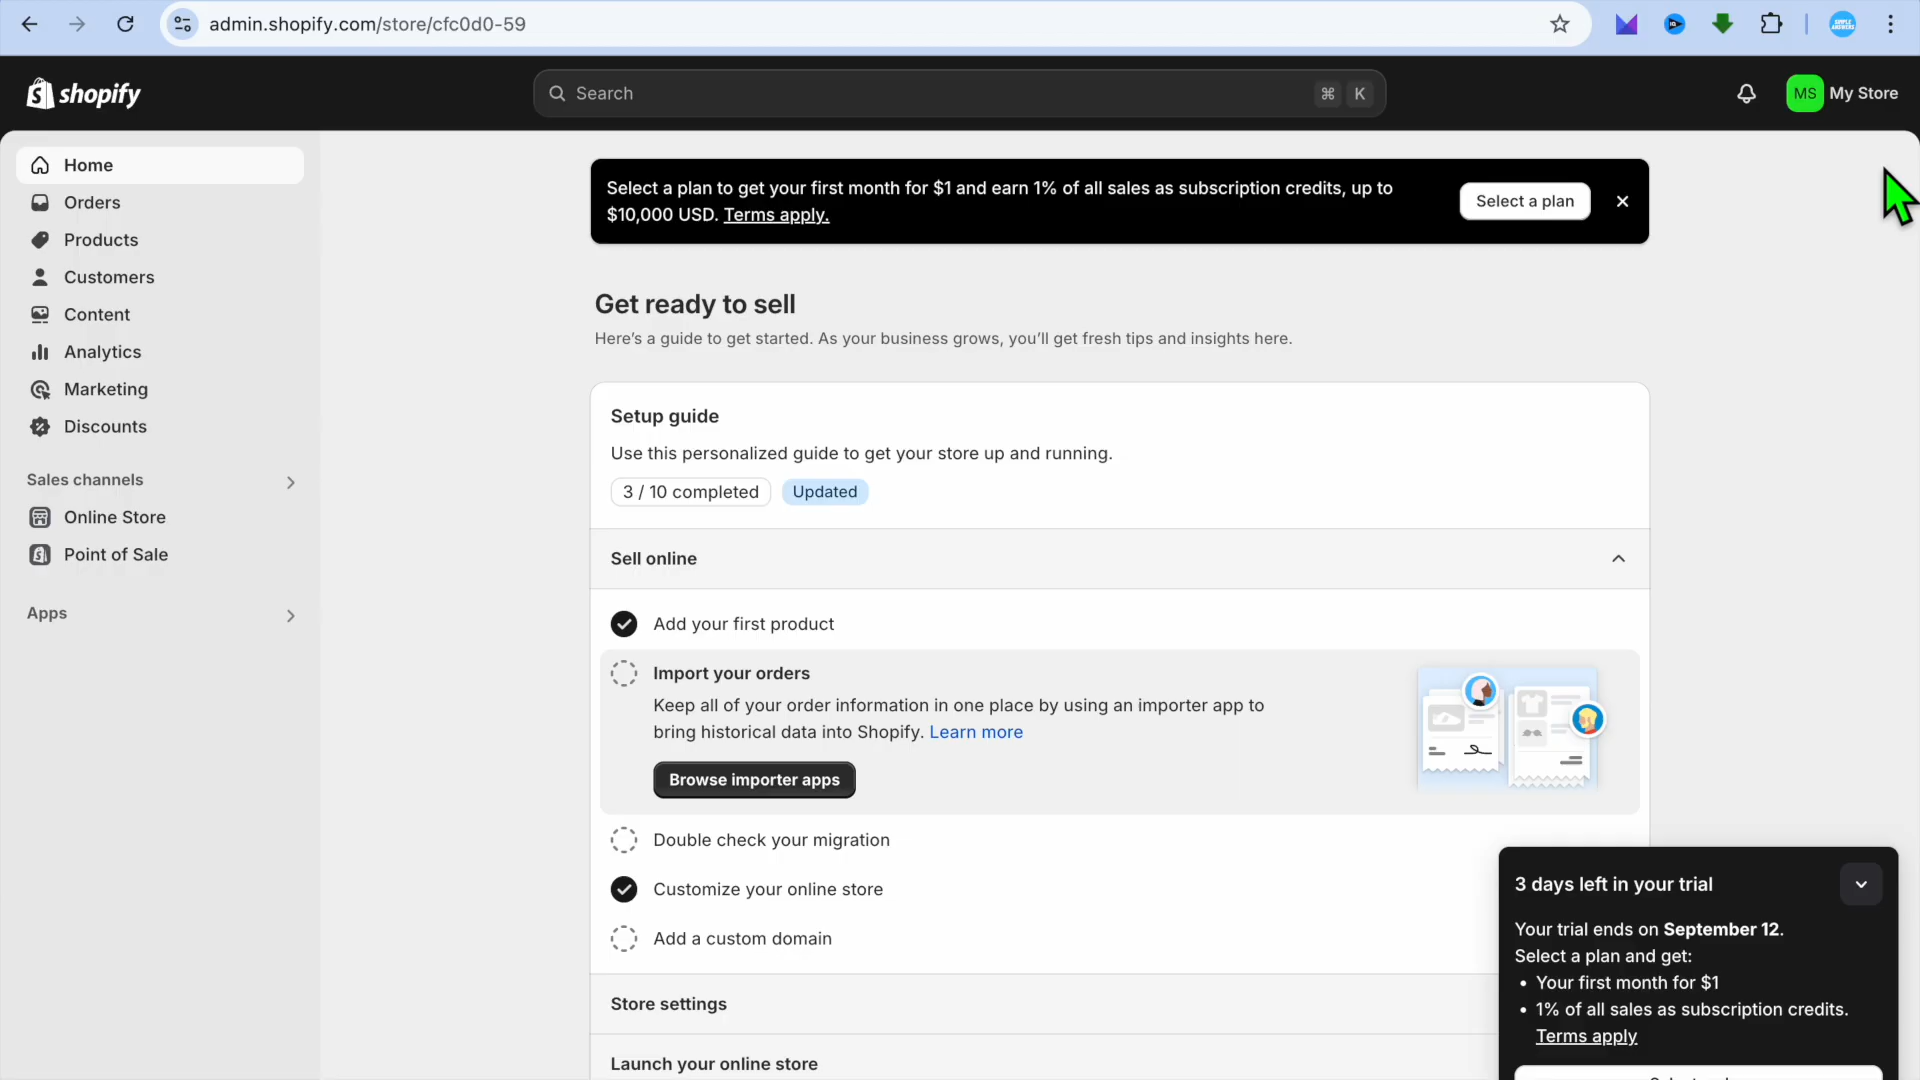 admin.shopify.com/store/cfc0d0-59
shopify
Search
⌘ K
MS My Store
Home
Orders
Products
Customers
Content
Analytics
Marketing
Discounts
Sales channels
Online Store
Point of Sale
Apps
Select a plan to get your first month for $1 and earn 1% of all sales as subscription credits, up to
$10,000 USD. Terms apply.
Select a plan
Get ready to sell
Here’s a guide to get started. As your business grows, you’ll get fresh tips and insights here.
Setup guide
Use this personalized guide to get your store up and running.
3 / 10 completed
Updated
Sell online
Add your first product
Import your orders
Keep all of your order information in one place by using an importer app to
bring historical data into Shopify. Learn more
Browse importer apps
Double check your migration
Customize your online store
Add a custom domain
Store settings
Launch your online store
3 days left in your trial
Your trial ends on September 12.
Select a plan and get:
• Your first month for $1
• 1% of all sales as subscription credits.
Terms apply